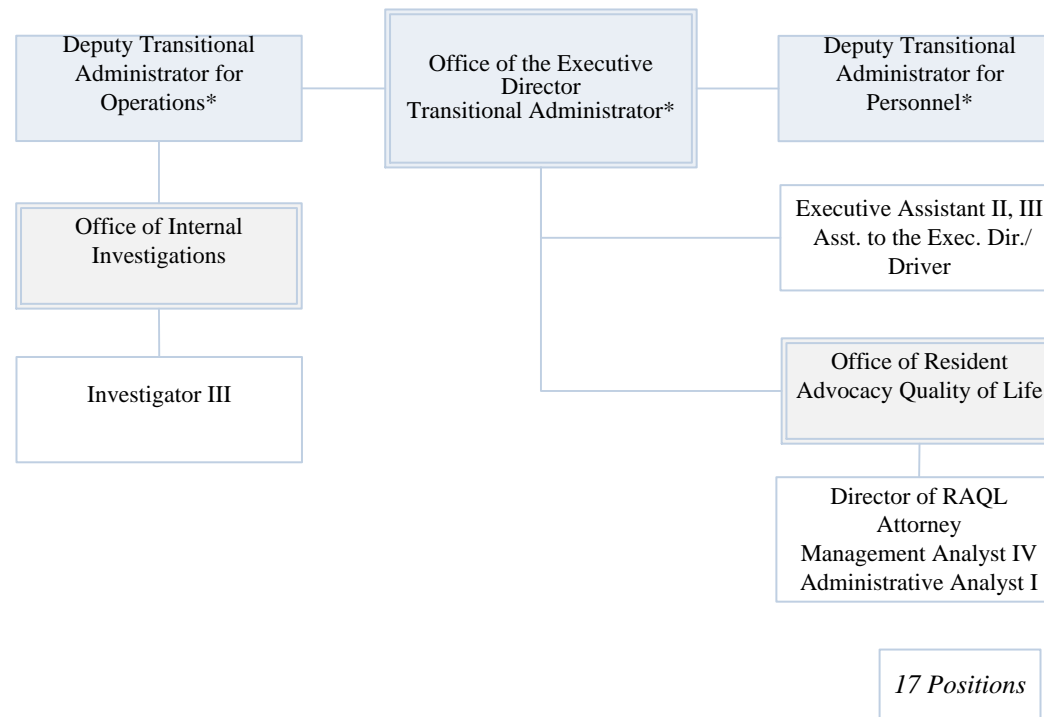 Deputy Transitional
Administrator for
Operations*
Office of the Executive
Director
Transitional Administrator*
Deputy Transitional
Administrator for
Personnel*
Office of Internal
Investigations
Executive Assistant II, III
Asst. to the Exec. Dir./
Driver
Investigator III
Office of Resident
Advocacy Quality of Life
Director of RAQL
Attorney
Management Analyst IV
Administrative Analyst I
17 Positions